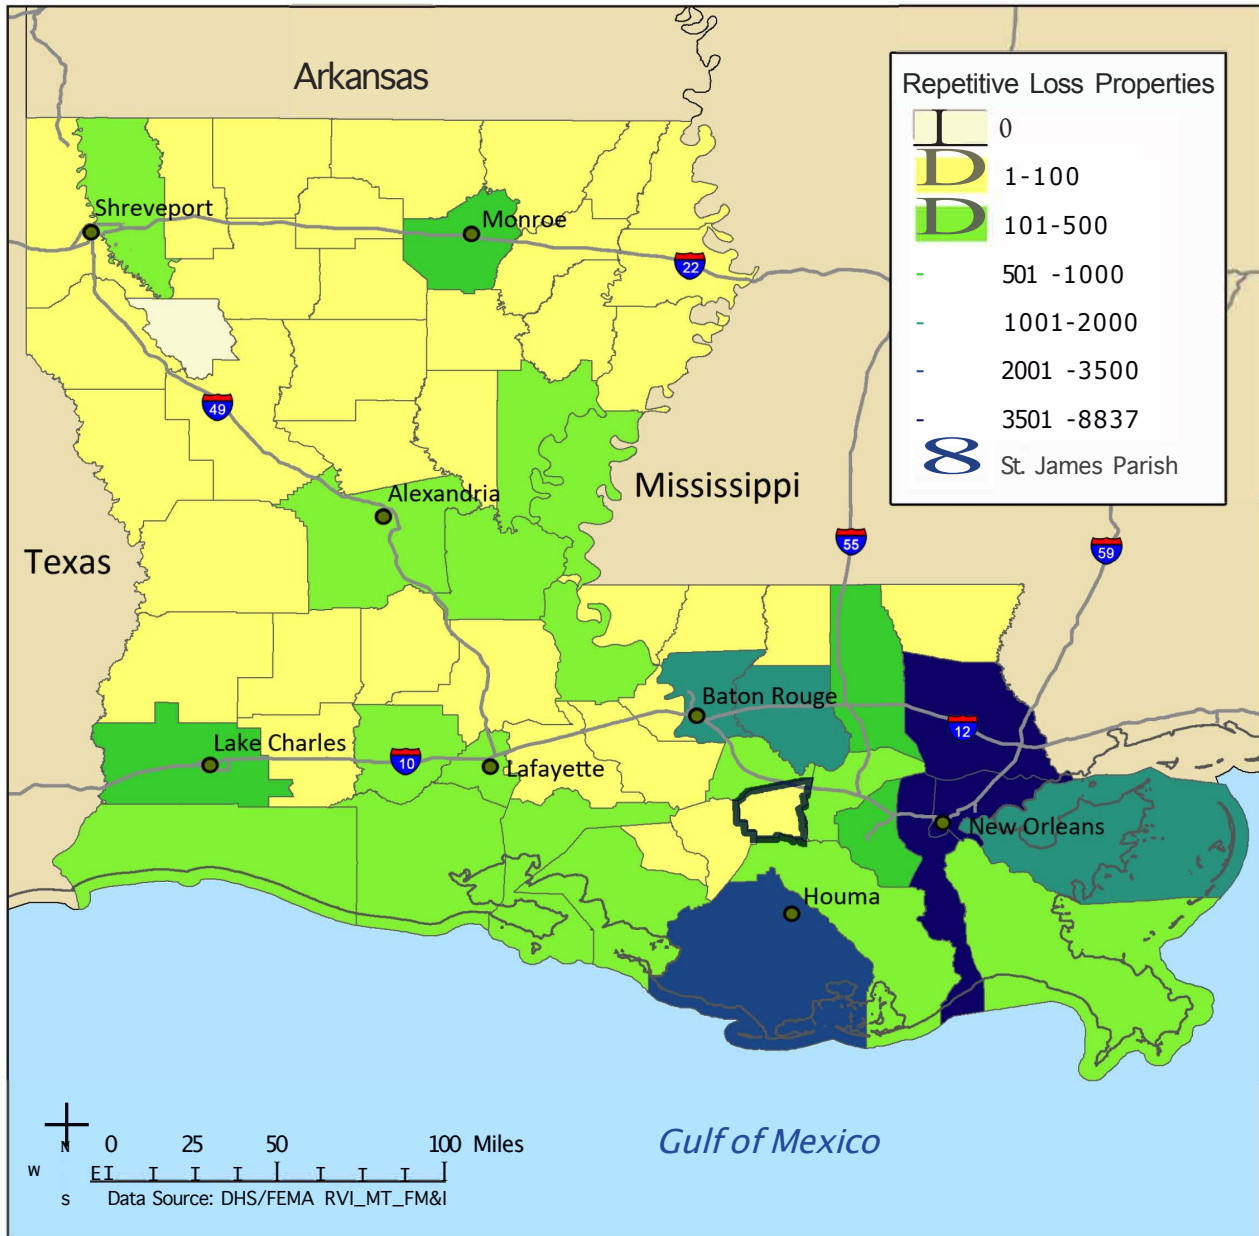 Arkansas
Repetitive Loss Properties
I 0
D 1-100
D 101-500
- 501 -1000
- 1001-2000
- 2001 -3500
- 3501 -8837
8 St. James Parish
Shreveport
Monroe
22
49
Alexandria
Mississippi
Texas
55
59
Baton Rouge
12
Lake Charles
10
Lafayette
New Orleans
Houma
N
W
S
0 25 50 100 Miles
EI
Data Source: DHS/FEMA RVI_MT_FM&I
Gulf of Mexico